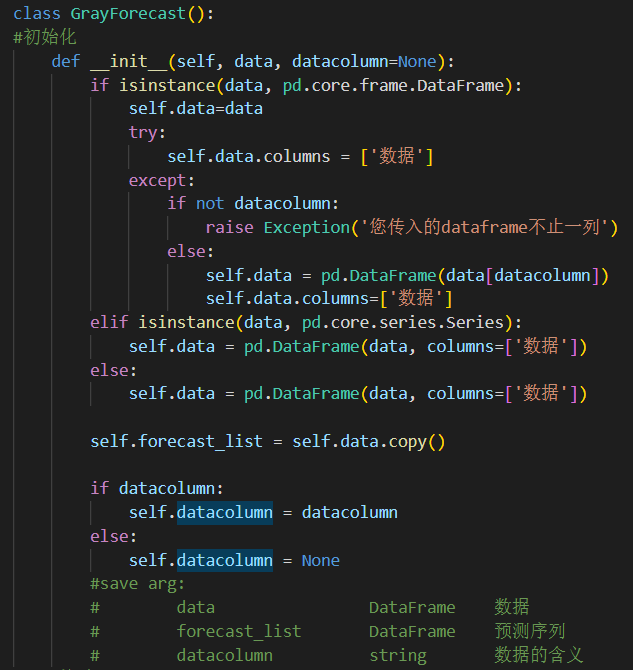 class GrayForecast():
#初始化
    def __init__(self, data, datacolumn=None):
        if isinstance(data, pd.core.frame.DataFrame):
            self.data=data
            try:
                self.data.columns = ['数据']
            except:
                if not datacolumn:
                    raise Exception('您传入的dataframe不止一列')
                else:
                    self.data = pd.DataFrame(data[datacolumn])
                    self.data.columns=['数据']
        elif isinstance(data, pd.core.series.Series):
            self.data = pd.DataFrame(data, columns=['数据'])
        else:
            self.data = pd.DataFrame(data, columns=['数据'])

        self.forecast_list = self.data.copy()

        if datacolumn:
            self.datacolumn = datacolumn
        else:
            self.datacolumn = None
        #save arg:
        #        data                DataFrame    数据
        #        forecast_list       DataFrame    预测序列
        #        datacolumn          string       数据的含义